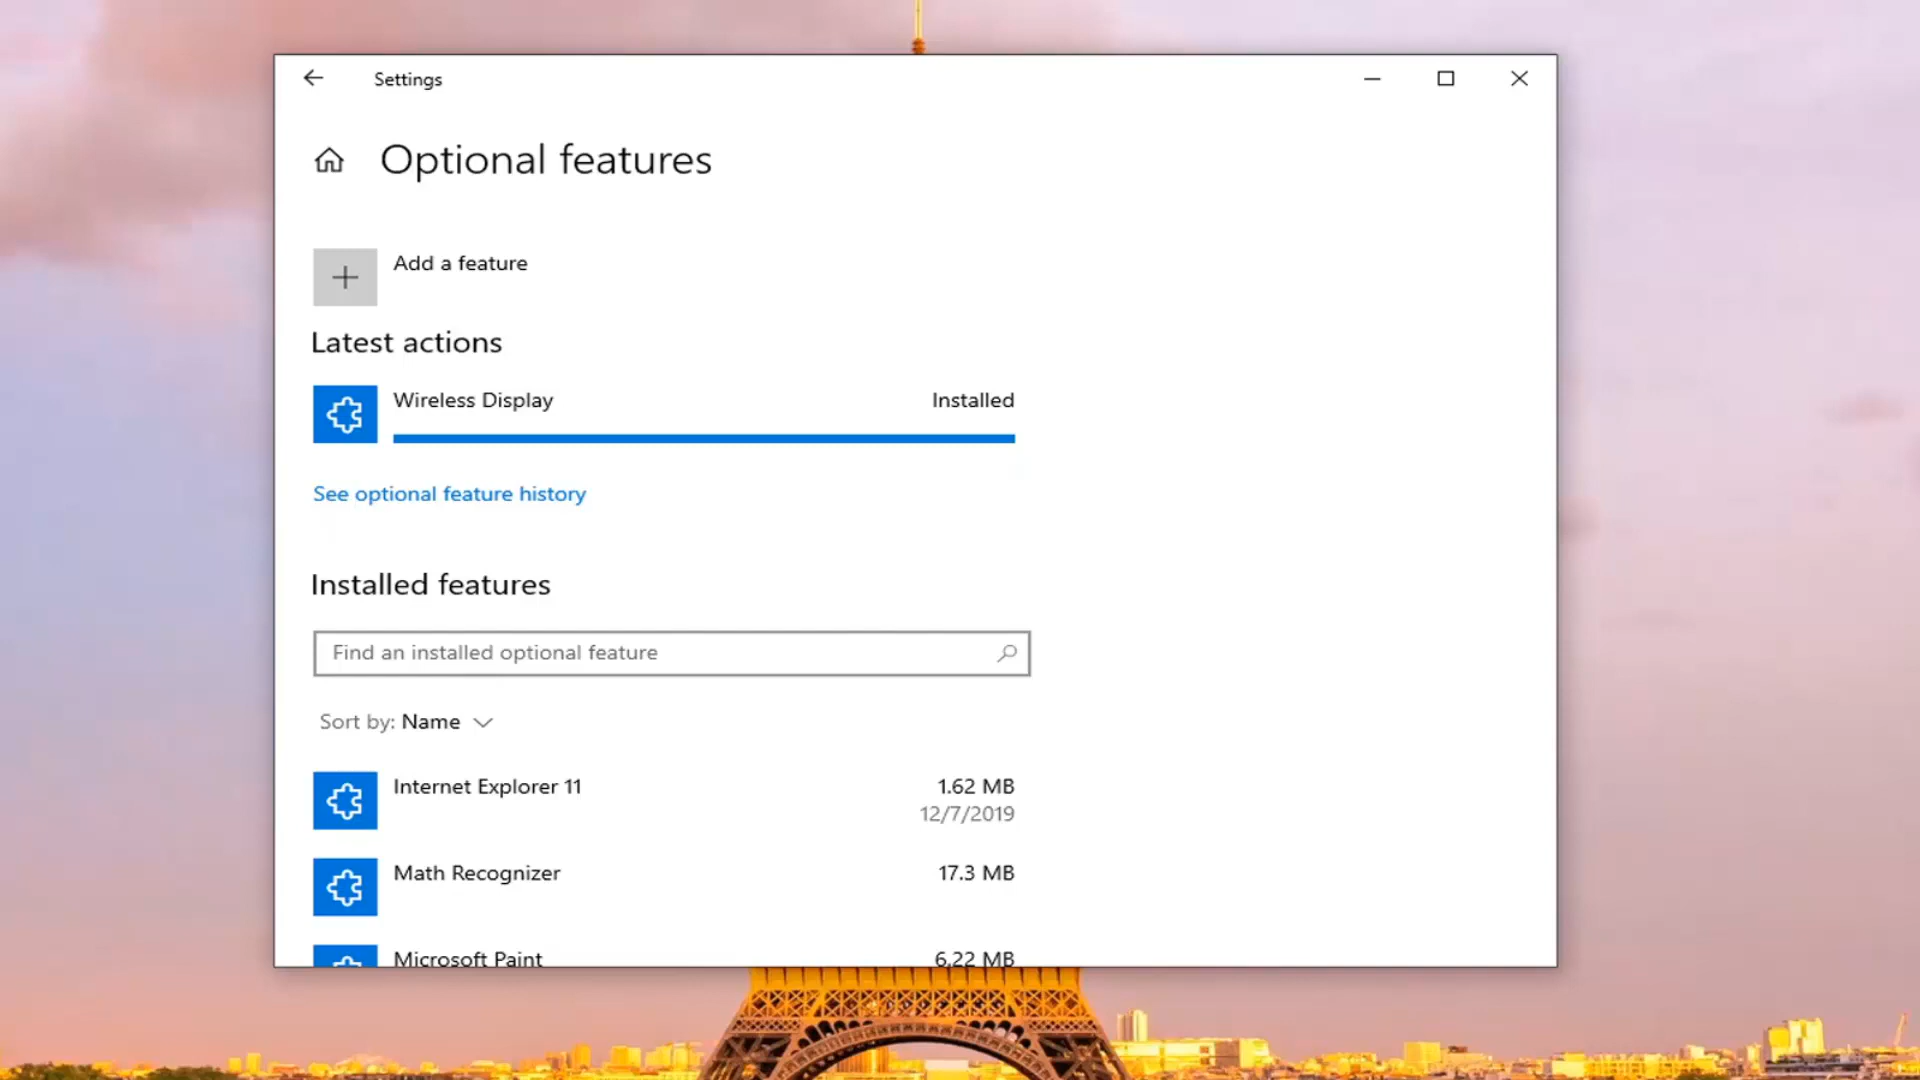 Settings
Optional features
Add a feature
Latest actions
Wireless Display Installed
See optional feature history
Installed features
Find an installed optional feature
Sort by: Name
Internet Explorer 11 1.62 MB
12/7/2019
Math Recognizer 17.3 MB
Microsoft Paint 6.22 MB